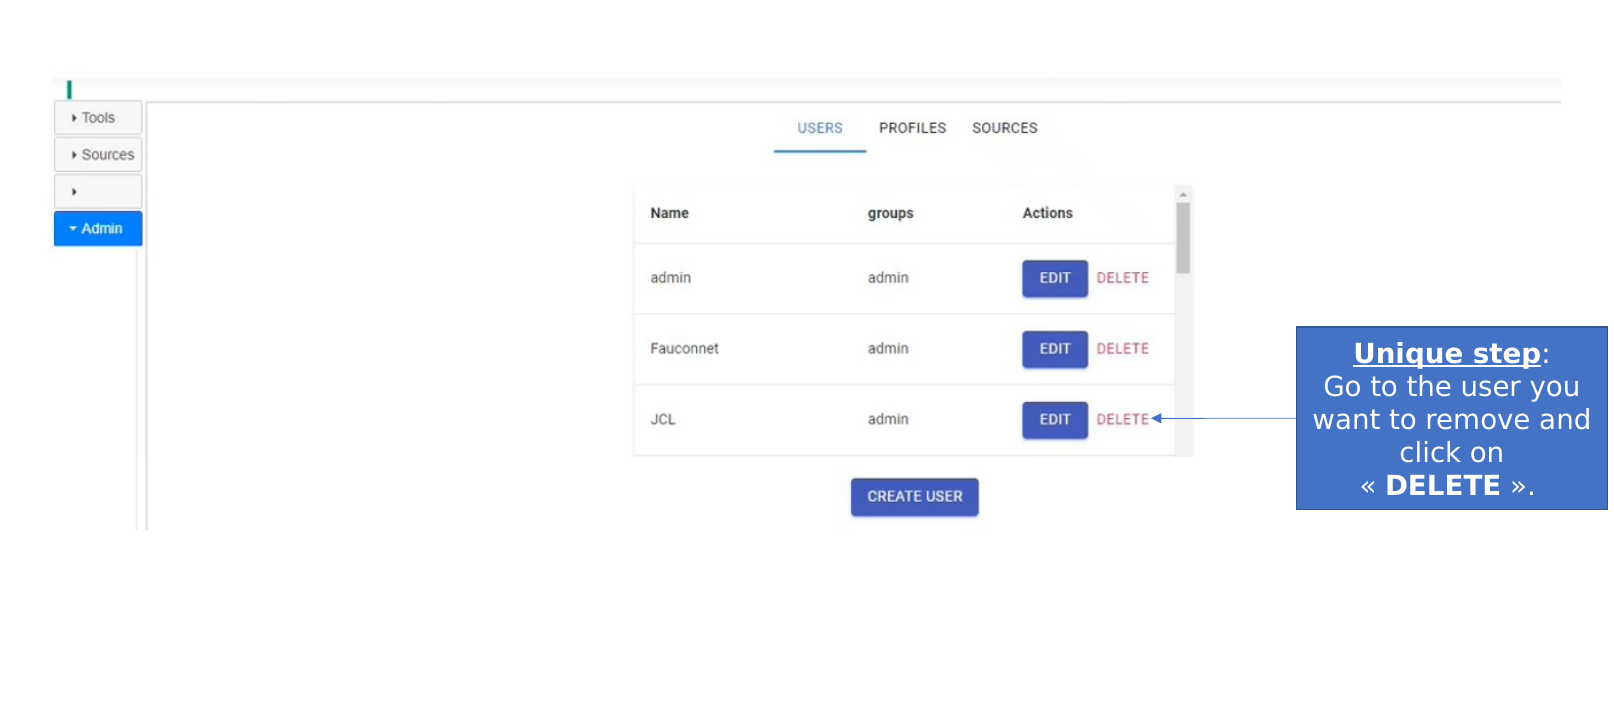 Tools
Sources
Admin
USERS PROFILES SOURCES
Name groups Actions
admin admin EDIT DELETE
Fauconnet admin EDIT DELETE
JCL admin EDIT DELETE
CREATE USER
Unique step:
Go to the user you
want to remove and
click on
« DELETE ».